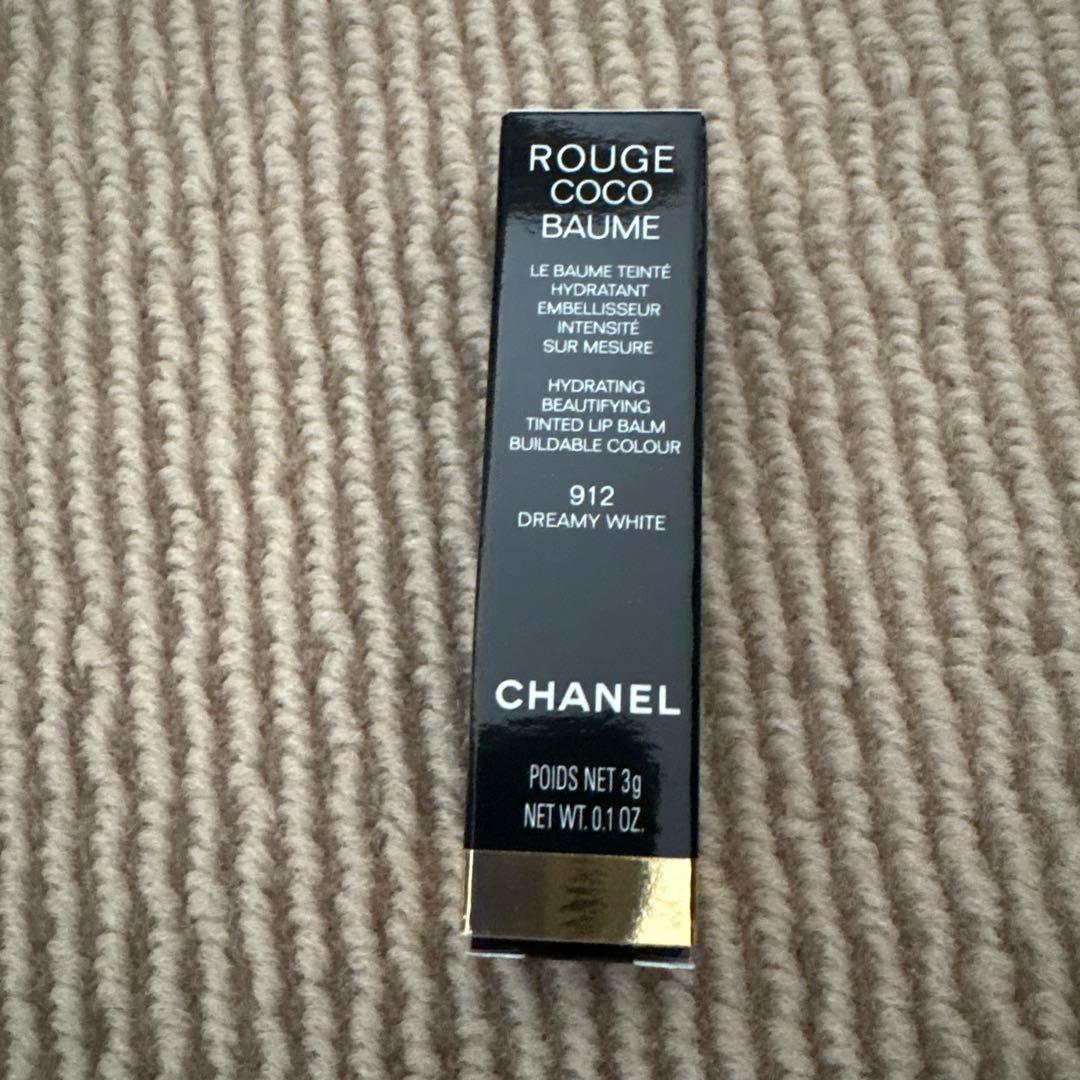 ROUGE
COCO
BAUME
LE BAUME TEINTÉ
HYDRATANT
EMBELLISSEUR
INTENSITÉ
SUR MESURE
HYDRATING
BEAUTIFYING
TINTED LIP BALM
BUILDABLE COLOUR
912
DREAMY WHITE
CHANEL
POIDS NET 3g
NET WT. 0.1 OZ.